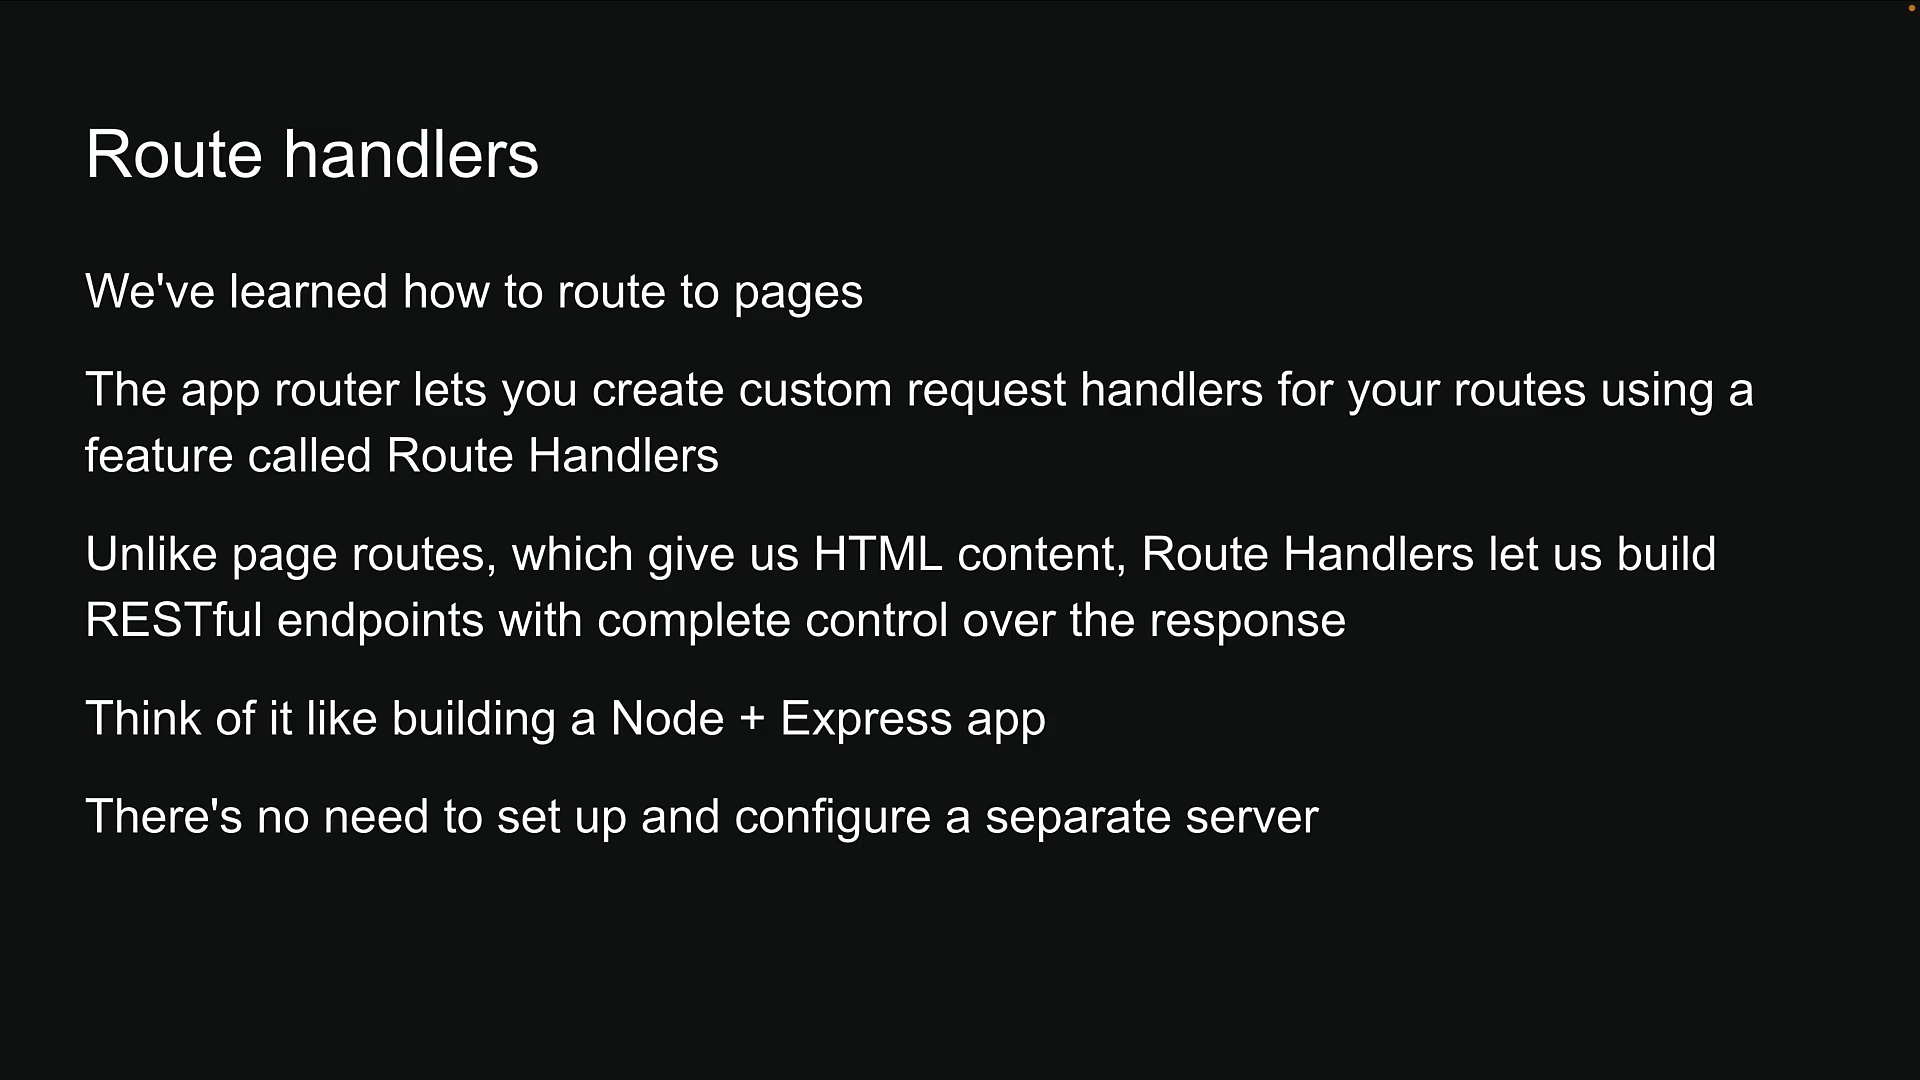 Route handlers
We've learned how to route to pages
The app router lets you create custom request handlers for your routes using a
feature called Route Handlers
Unlike page routes, which give us HTML content, Route Handlers let us build
RESTful endpoints with complete control over the response
Think of it like building a Node + Express app
There's no need to set up and configure a separate server